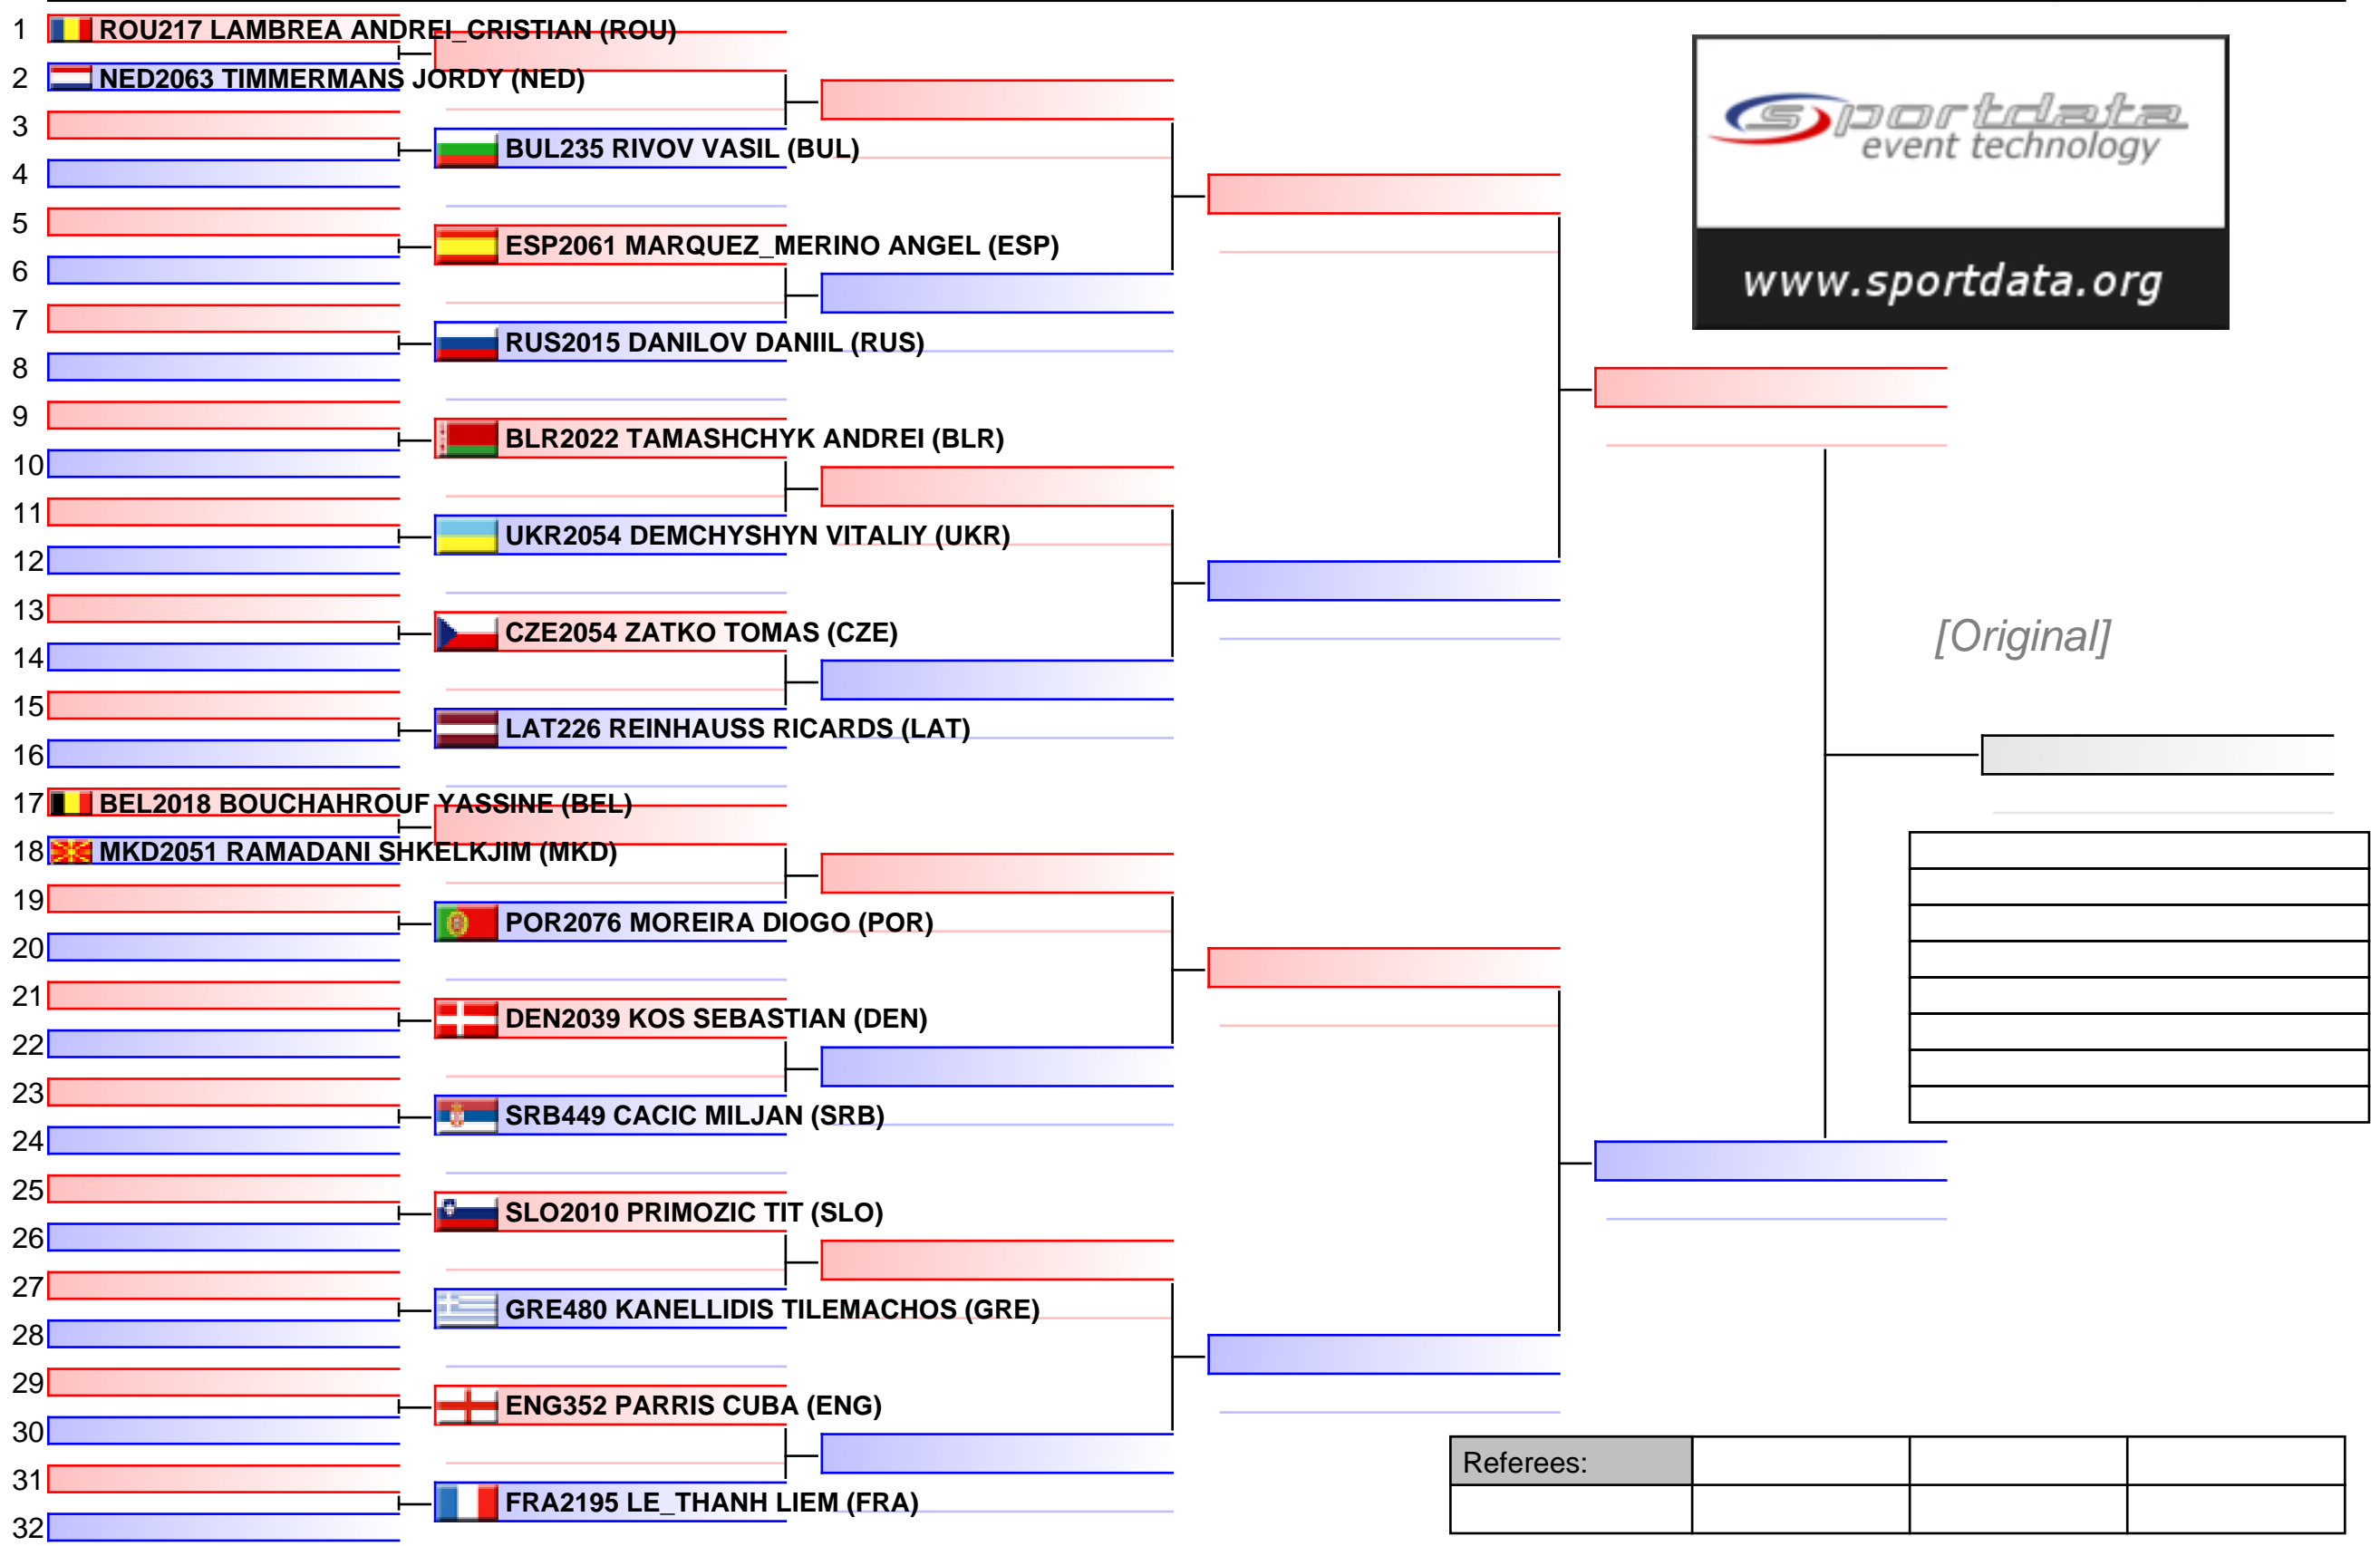 1 ROU217 LAMBREA ANDREI_CRISTIAN (ROU)
2 NED2063 TIMMERMANS JORDY (NED)
3
BUL235 RIVOV VASIL (BUL)
4
5
ESP2061 MARQUEZ_MERINO ANGEL (ESP)
6
7
RUS2015 DANILOV DANIIL (RUS)
8
9
BLR2022 TAMASHCHYK ANDREI (BLR)
10
11
UKR2054 DEMCHYSHYN VITALIY (UKR)
12
13
CZE2054 ZATKO TOMAS (CZE)
14
15
LAT226 REINHAUSS RICARDS (LAT)
16
17 BEL2018 BOUCHAHROUF YASSINE (BEL)
18 MKD2051 RAMADANI SHKELKJIM (MKD)
19
POR2076 MOREIRA DIOGO (POR)
20
21
DEN2039 KOS SEBASTIAN (DEN)
22
23
SRB449 CACIC MILJAN (SRB)
24
25
SLO2010 PRIMOZIC TIT (SLO)
26
27
GRE480 KANELLIDIS TILEMACHOS (GRE)
28
29
ENG352 PARRIS CUBA (ENG)
30
31
FRA2195 LE_THANH LIEM (FRA)
32
sportdata
event technology
www.sportdata.org
[Original]
Referees: